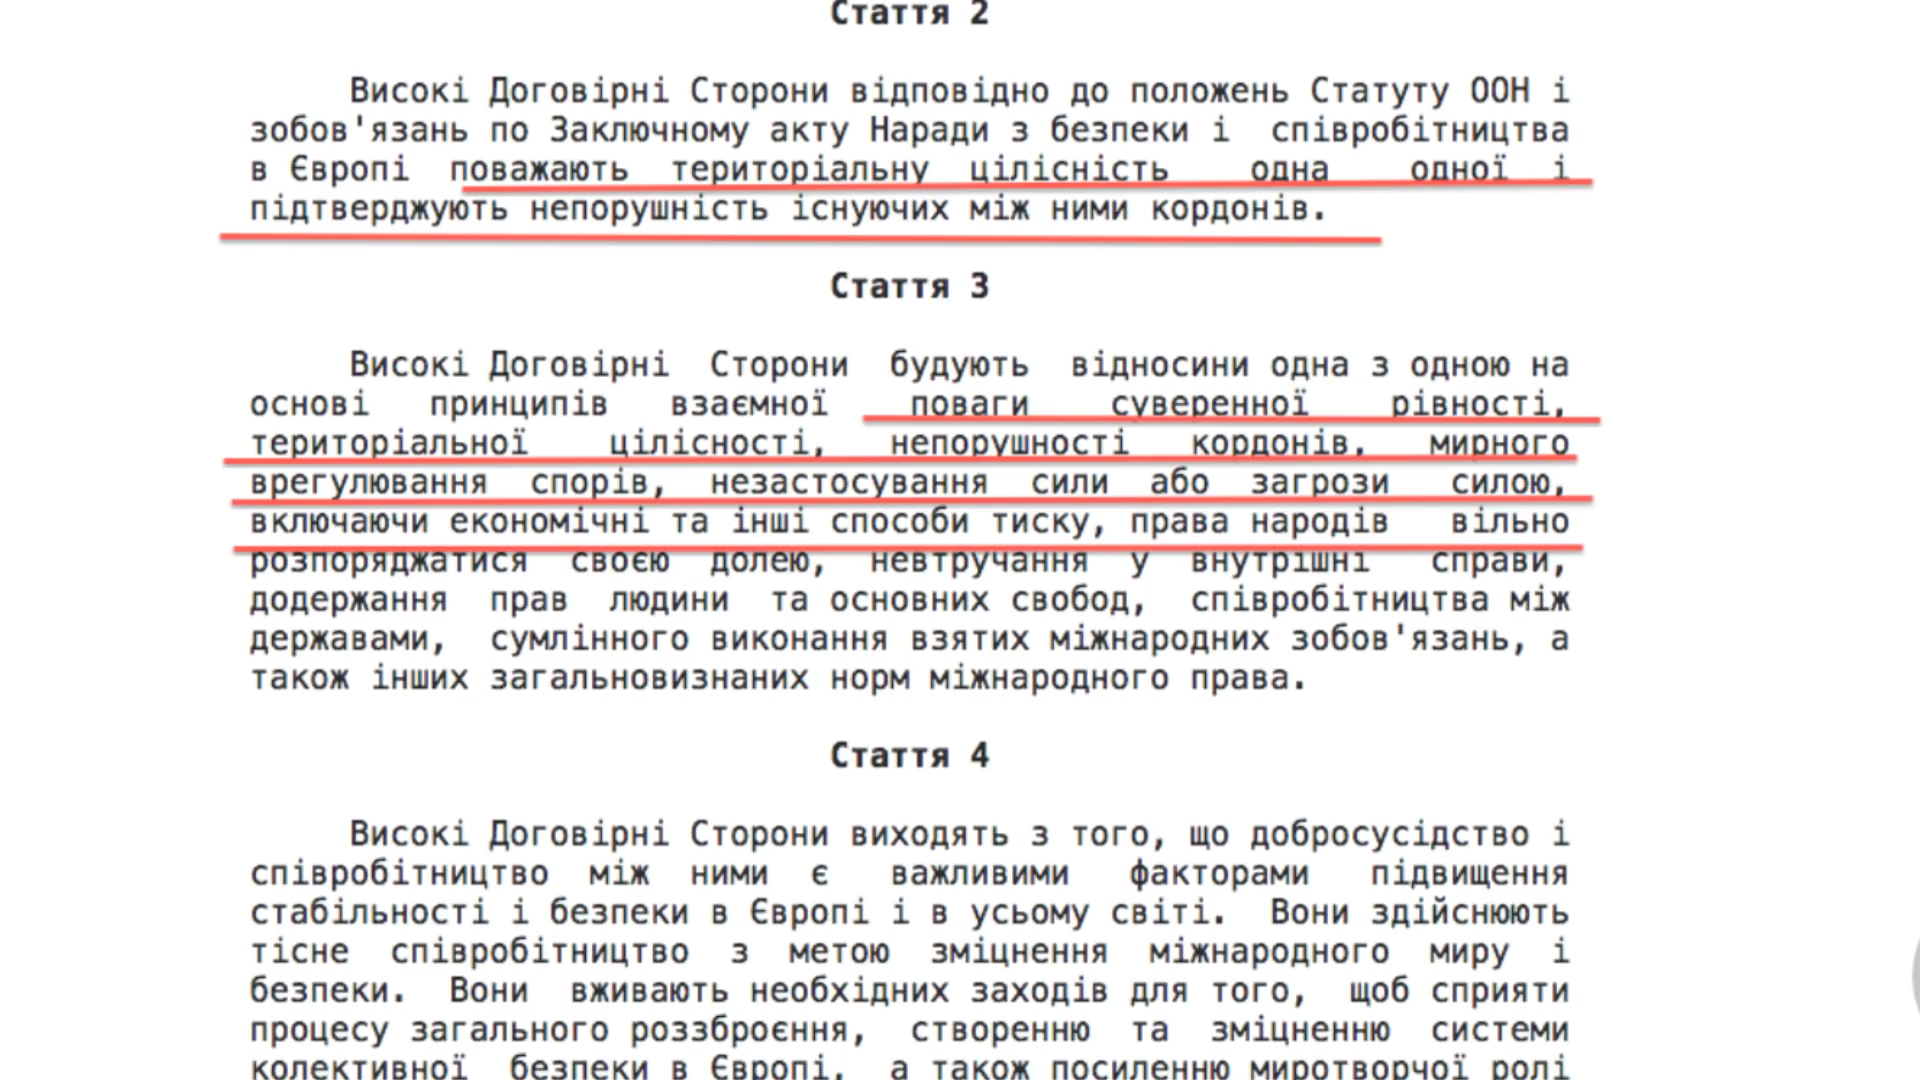 Стаття 2
Високі Договірні Сторони відповідно до положень Статуту ООН і
зобов'язань по Заключному акту Наради з безпеки і співробітництва
в Європі поважають територіальну цілісність одна одної і
підтверджують непорушність існуючих між ними кордонів.
Стаття 3
Високі Договірні Сторони будують відносини одна з одною на
основі принципів взаємної поваги суверенної рівності,
територіальної цілісності, непорушності кордонів, мирного
врегулювання спорів, незастосування сили або загрози силою,
включаючи економічні та інші способи тиску, права народів вільно
розпоряджатися своєю долею, невтручання у внутрішні справи,
додержання прав людини та основних свобод, співробітництва між
державами, сумлінного виконання взятих міжнародних зобов'язань, а
також інших загальновизнаних норм міжнародного права.
Стаття 4
Високі Договірні Сторони виходять з того, що добросусідство і
співробітництво між ними є важливими факторами підвищення
стабільності і безпеки в Європі і в усьому світі. Вони здійснюють
тісне співробітництво з метою зміцнення міжнародного миру і
безпеки. Вони вживають необхідних заходів для того, щоб сприяти
процесу загального роззброєння, створенню та зміцненню системи
колективної безпеки в Європі, а також посиленню миротворчої ролі